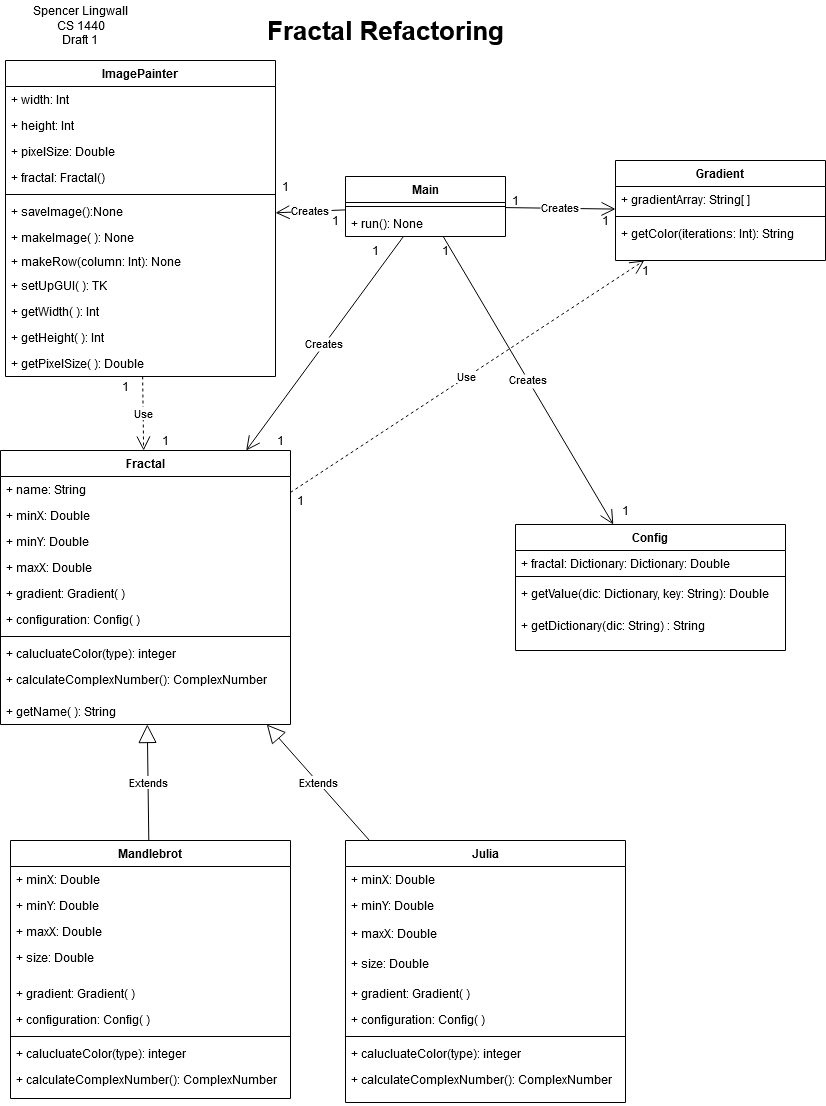 Spencer Lingwall
CS 1440
Draft 1
Fractal Refactoring
ImagePainter
+ width: Int
+ height: Int
+ pixelSize: Double
+ fractal: Fractal()
+ saveImage():None
+ makeImage( ): None
+ makeRow(column: Int): None
+ setUpGUI( ): TK
+ getWidth( ): Int
+ getHeight( ): Int
+ getPixelSize( ): Double
1
Creates
1
Main
+ run(): None
1
Creates
1
Gradient
+ gradientArray: String[ ]
+ getColor(iterations: Int): String
1
1
1
Creates
Use
Creates
1
Use
1
1
1
1
Fractal
+ name: String
+ minX: Double
+ minY: Double
+ maxX: Double
+ gradient: Gradient( )
+ configuration: Config( )
+ calucluateColor(type): integer
+ calculateComplexNumber(): ComplexNumber
+ getName( ): String
Config
+ fractal: Dictionary: Dictionary: Double
+ getValue(dic: Dictionary, key: String): Double
+ getDictionary(dic: String) : String
Extends
Extends
Mandlebrot
+ minX: Double
+ minY: Double
+ maxX: Double
+ size: Double
+ gradient: Gradient( )
+ configuration: Config( )
+ calucluateColor(type): integer
+ calculateComplexNumber(): ComplexNumber
Julia
+ minX: Double
+ minY: Double
+ maxX: Double
+ size: Double
+ gradient: Gradient( )
+ configuration: Config( )
+ calucluateColor(type): integer
+ calculateComplexNumber(): ComplexNumber